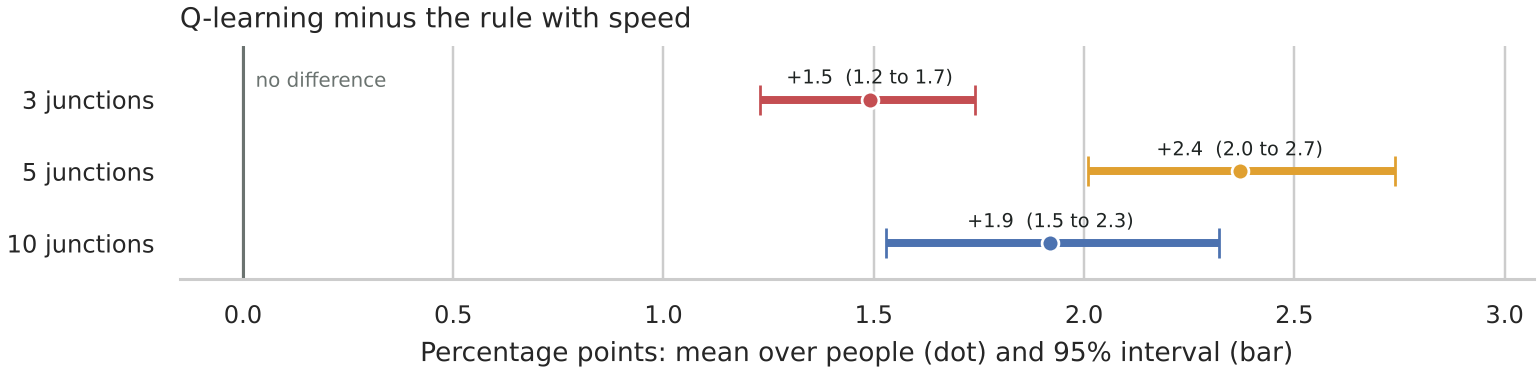 Q-learning minus the rule with speed
no difference
3 junctions
+1.5 (1.2 to 1.7)
5 junctions
+2.4 (2.0 to 2.7)
10 junctions
+1.9 (1.5 to 2.3)
0.0 0.5 1.0 1.5 2.0 2.5 3.0
Percentage points: mean over people (dot) and 95% interval (bar)